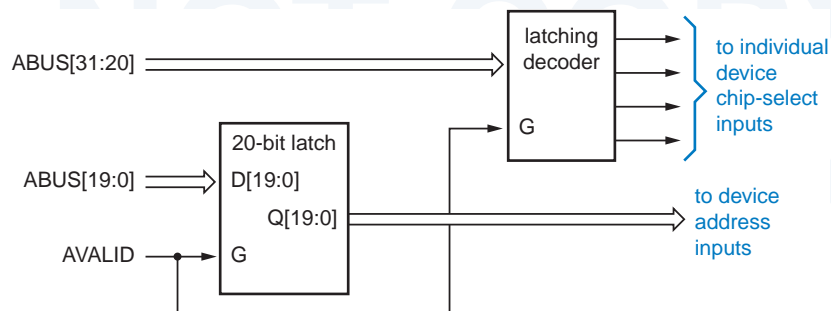 ABUS[31:20]
latching
decoder
G
to individual
device
chip-select
inputs
20-bit latch
ABUS[19:0]
D[19:0]
Q[19:0]
AVALID
G
to device
address
inputs